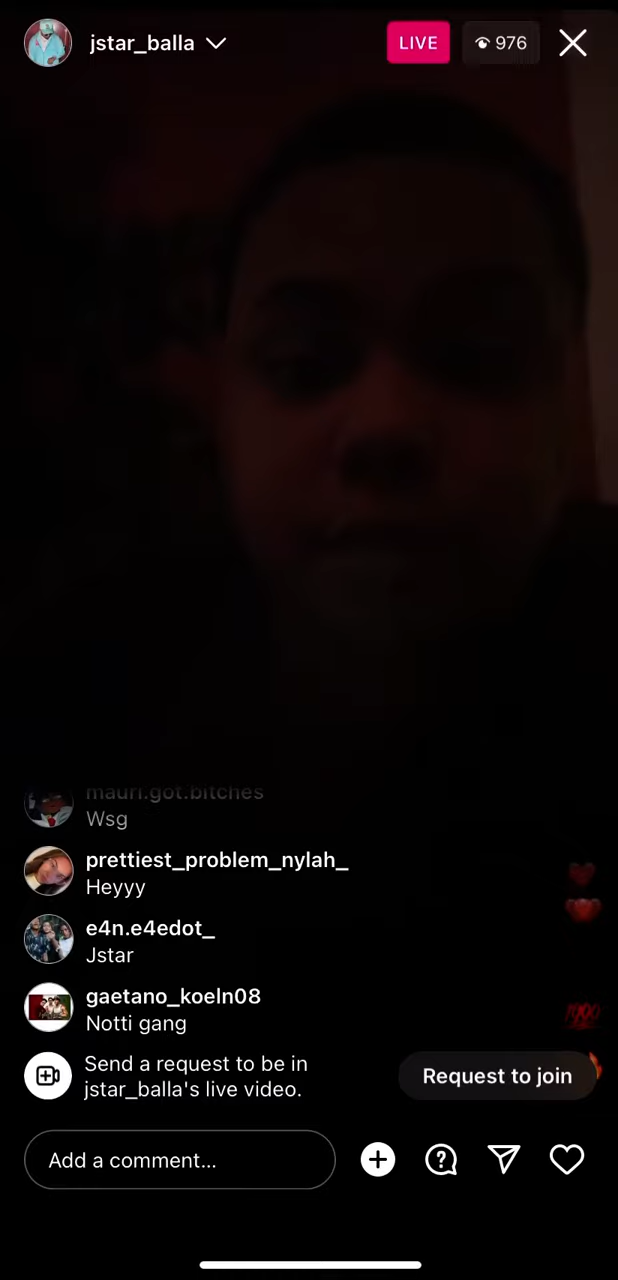 jstar_balla
LIVE
976
mauri.got.bitches
Wsg
prettiest_problem_nylah_
Heyyy
e4n.e4edot_
Jstar
gaetano_koeln08
Notti gang
Send a request to be in
jstar_balla's live video.
Request to join
Add a comment...